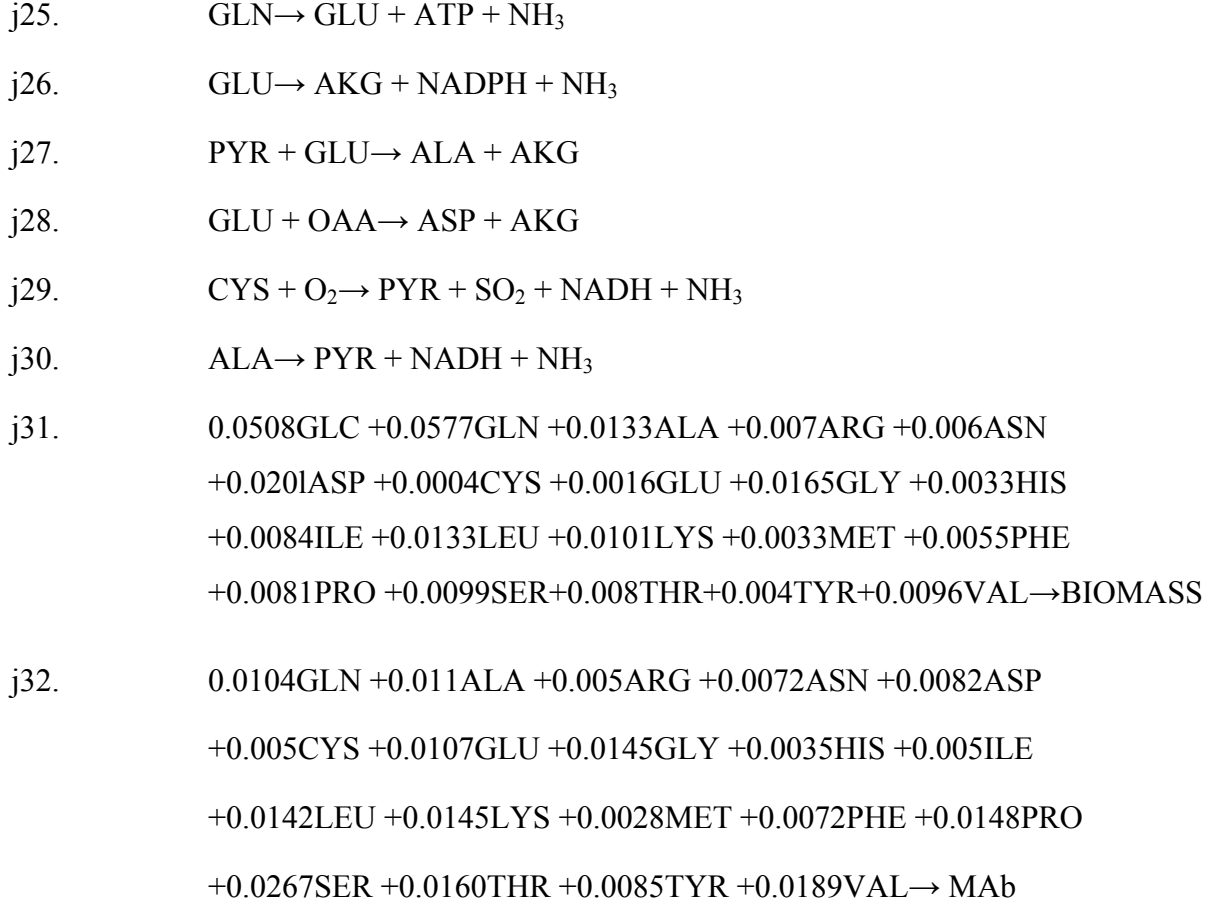 j25. GLN→ GLU + ATP + NH₃
j26. GLU→ AKG + NADPH + NH₃
j27. PYR + GLU→ ALA + AKG
j28. GLU + OAA→ ASP + AKG
j29. CYS + O₂→ PYR + SO₂ + NADH + NH₃
j30. ALA→ PYR + NADH + NH₃
j31. 0.0508GLC +0.0577GLN +0.0133ALA +0.007ARG +0.006ASN
+0.020lASP +0.0004CYS +0.0016GLU +0.0165GLY +0.0033HIS
+0.0084ILE +0.0133LEU +0.0101LYS +0.0033MET +0.0055PHE
+0.0081PRO +0.0099SER+0.008THR+0.004TYR+0.0096VAL→BIOMASS
j32. 0.0104GLN +0.011ALA +0.005ARG +0.0072ASN +0.0082ASP
+0.005CYS +0.0107GLU +0.0145GLY +0.0035HIS +0.005ILE
+0.0142LEU +0.0145LYS +0.0028MET +0.0072PHE +0.0148PRO
+0.0267SER +0.0160THR +0.0085TYR +0.0189VAL→ MAb